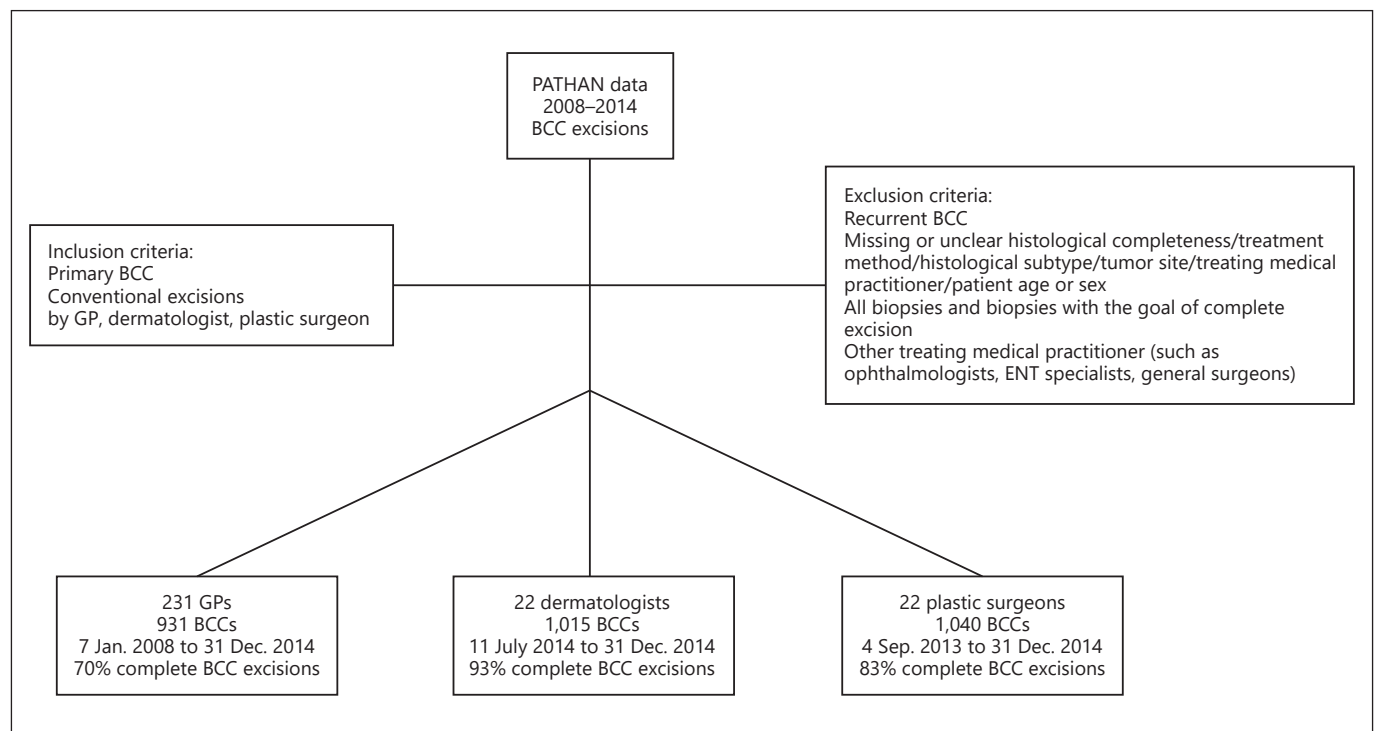 PATHAN data
2008–2014
BCC excisions
Inclusion criteria:
Primary BCC
Conventional excisions
by GP, dermatologist, plastic surgeon
Exclusion criteria:
Recurrent BCC
Missing or unclear histological completeness/treatment
method/histological subtype/tumor site/treating medical
practitioner/patient age or sex
All biopsies and biopsies with the goal of complete
excision
Other treating medical practitioner (such as
ophthalmologists, ENT specialists, general surgeons)
231 GPs
931 BCCs
7 Jan. 2008 to 31 Dec. 2014
70% complete BCC excisions
22 dermatologists
1,015 BCCs
11 July 2014 to 31 Dec. 2014
93% complete BCC excisions
22 plastic surgeons
1,040 BCCs
4 Sep. 2013 to 31 Dec. 2014
83% complete BCC excisions